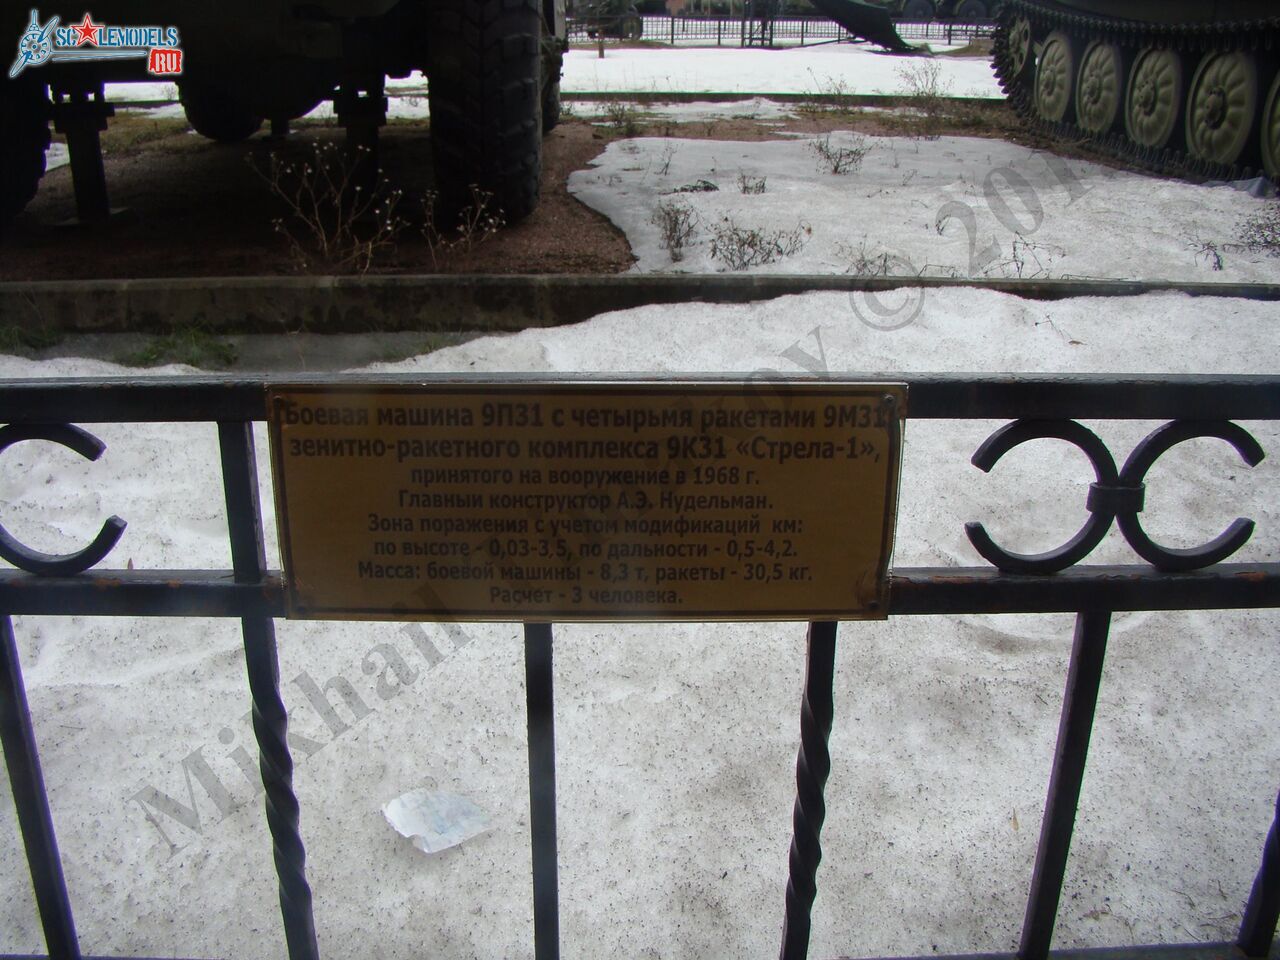 SCALEMODELS
RU
Боевая машина 9П31 с четырьмя ракетами 9М31
зенитно-ракетного комплекса 9К31 «Стрела-1»,
принятого на вооружение в 1968 г.
Главный конструктор А.Э. Нудельман.
Зона поражения с учетом модификаций км:
по высоте - 0,03-3,5, по дальности - 0,5-4,2.
Масса: боевой машины - 8,3 т, ракеты - 30,5 кг.
Расчет - 3 человека.
Mikhail
©